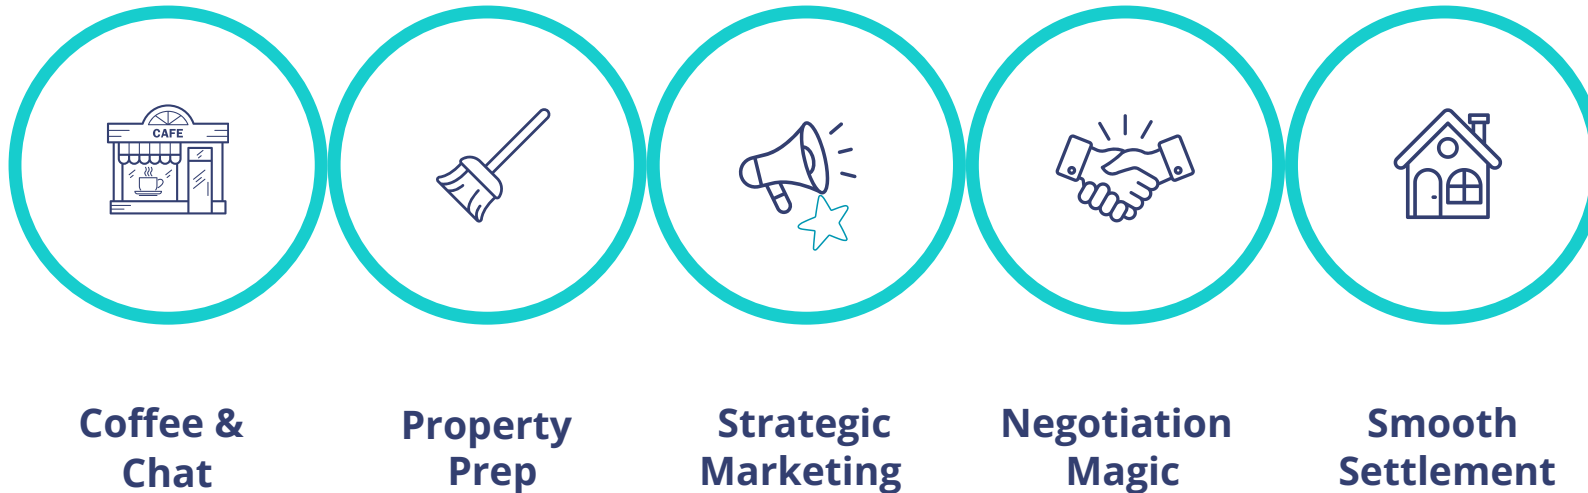 CAFE
Coffee &
Chat
Property
Prep
Strategic
Marketing
Negotiation
Magic
Smooth
Settlement